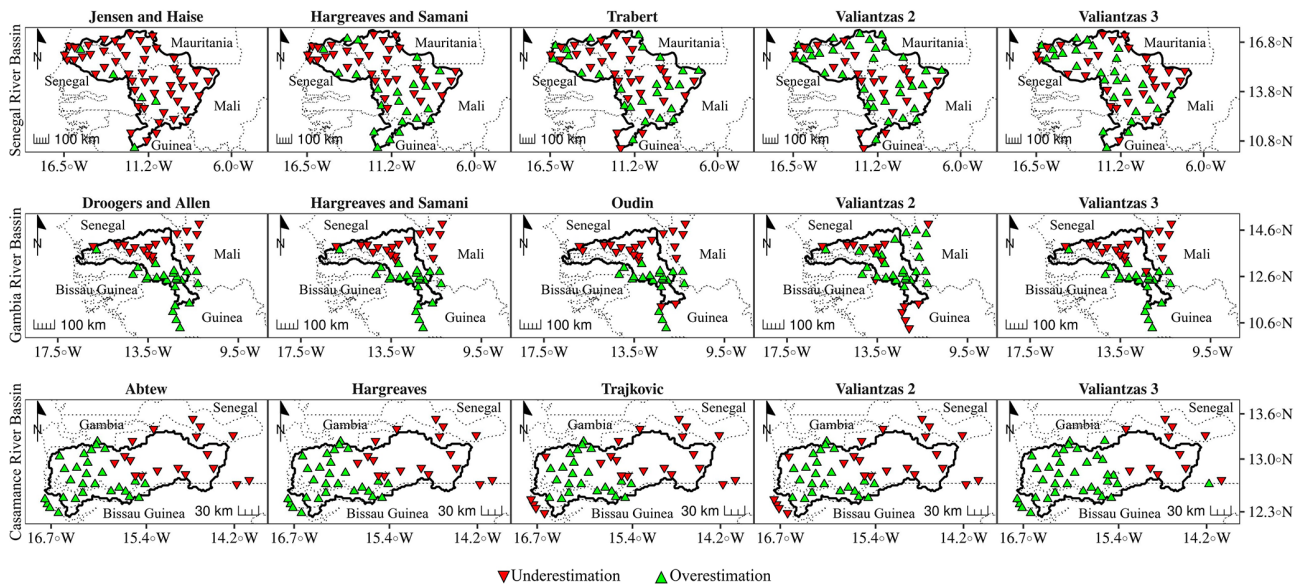 Jensen and Haise Hargreaves and Samani Trabert Valiantzas 2 Valiantzas 3
Senegal River Bassin
N Mauritania Senegal Mali Guinea 100 km
N Mauritania Senegal Mali Guinea 100 km
N Mauritania Senegal Mali Guinea 100 km
N Mauritania Senegal Mali Guinea 100 km
N Mauritania Senegal Mali Guinea 100 km
16.8∘N
13.8∘N
10.8∘N
16.5∘W 11.2∘W 6.0∘W 16.5∘W 11.2∘W 6.0∘W 16.5∘W 11.2∘W 6.0∘W 16.5∘W 11.2∘W 6.0∘W 16.5∘W 11.2∘W 6.0∘W
Droogers and Allen Hargreaves and Samani Oudin Valiantzas 2 Valiantzas 3
Gambia River Bassin
N Senegal Mali Bissau Guinea Guinea 100 km
N Senegal Mali Bissau Guinea Guinea 100 km
N Senegal Mali Bissau Guinea Guinea 100 km
N Senegal Mali Bissau Guinea Guinea 100 km
N Senegal Mali Bissau Guinea Guinea 100 km
14.6∘N
12.6∘N
10.6∘N
17.5∘W 13.5∘W 9.5∘W 17.5∘W 13.5∘W 9.5∘W 17.5∘W 13.5∘W 9.5∘W 17.5∘W 13.5∘W 9.5∘W 17.5∘W 13.5∘W 9.5∘W
Abtew Hargreaves Trajkovic Valiantzas 2 Valiantzas 3
Casamance River Bassin
N Gambia Senegal Bissau Guinea 30 km
N Gambia Senegal Bissau Guinea 30 km
N Gambia Senegal Bissau Guinea 30 km
N Gambia Senegal Bissau Guinea 30 km
N Gambia Senegal Bissau Guinea 30 km
13.6∘N
13.0∘N
12.3∘N
16.7∘W 15.4∘W 14.2∘W 16.7∘W 15.4∘W 14.2∘W 16.7∘W 15.4∘W 14.2∘W 16.7∘W 15.4∘W 14.2∘W 16.7∘W 15.4∘W 14.2∘W
Underestimation Overestimation